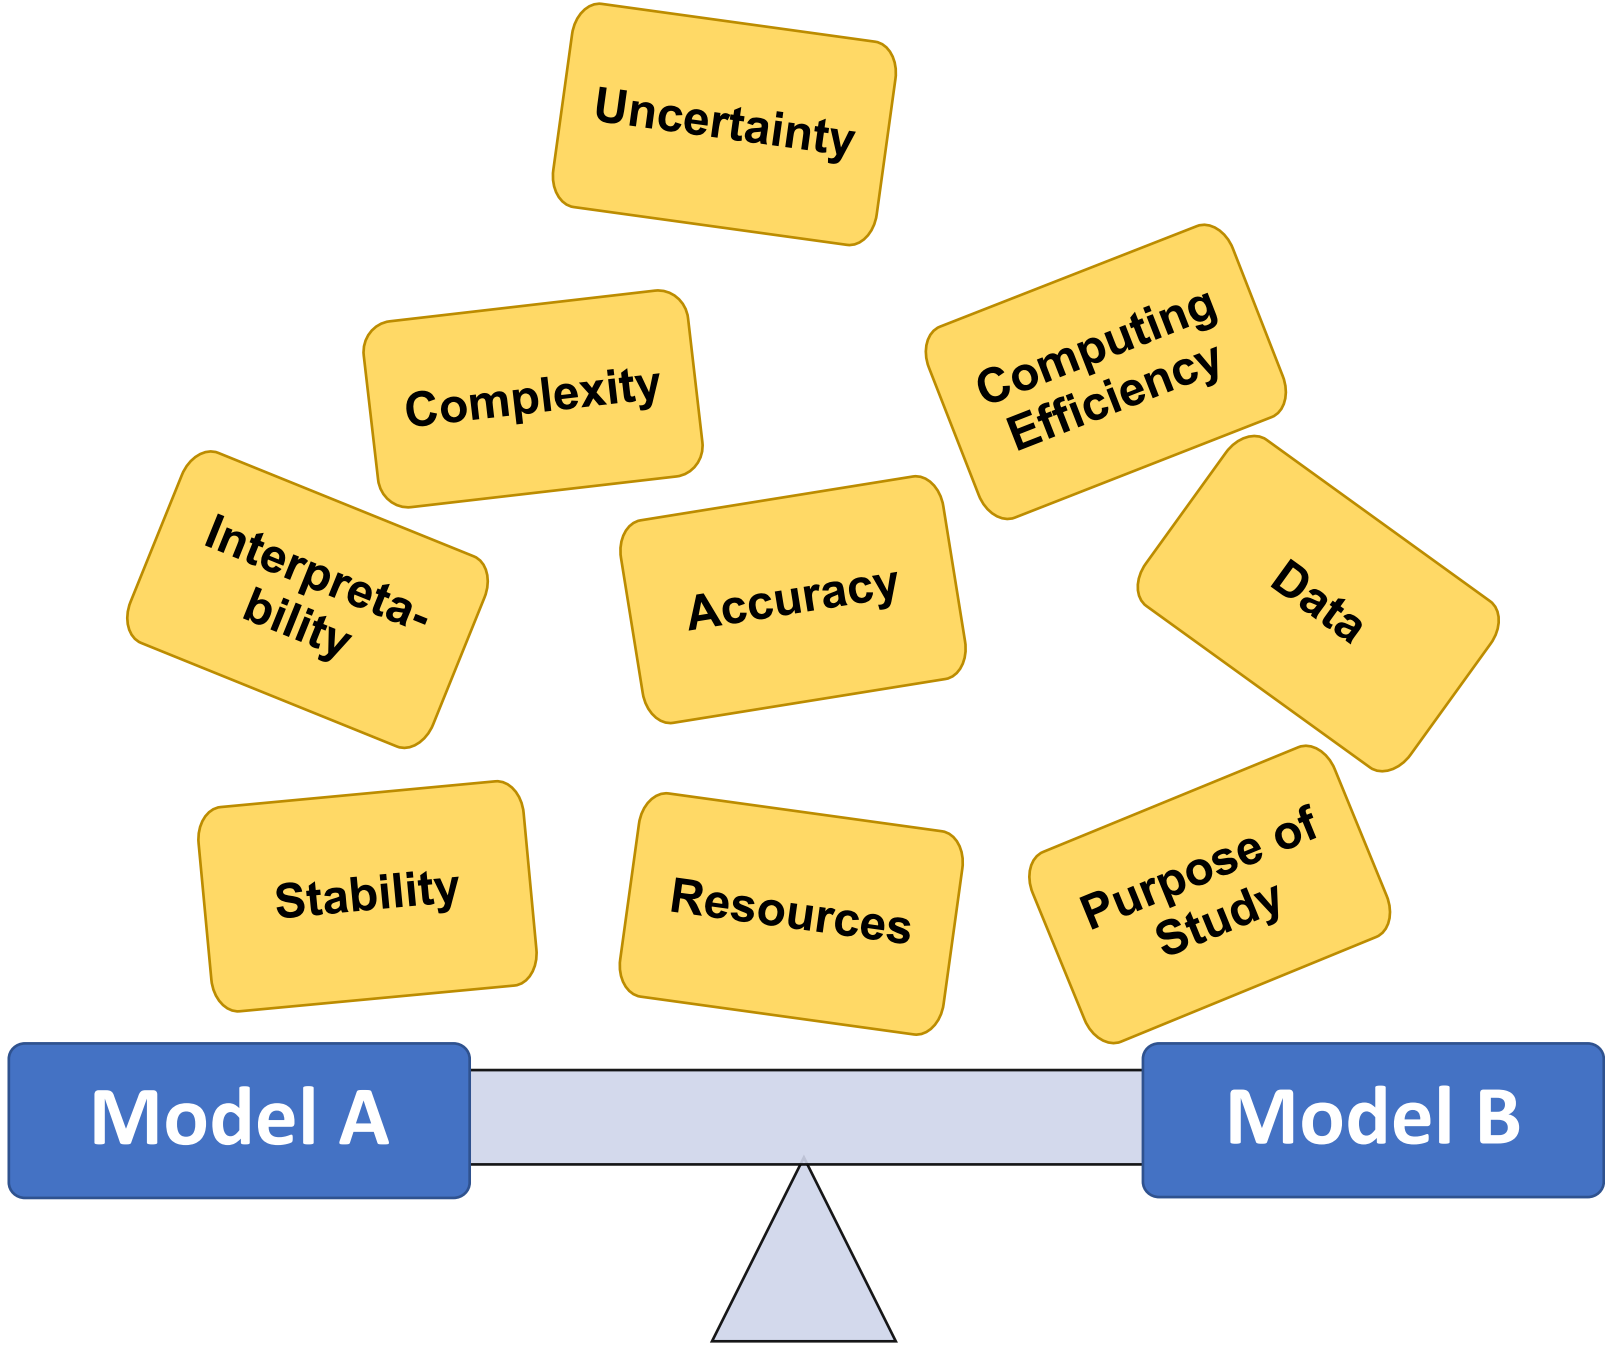 Uncertainty
Complexity
Computing
Efficiency
Interpreta-
bility
Accuracy
Data
Stability
Resources
Purpose of
Study
Model A
Model B